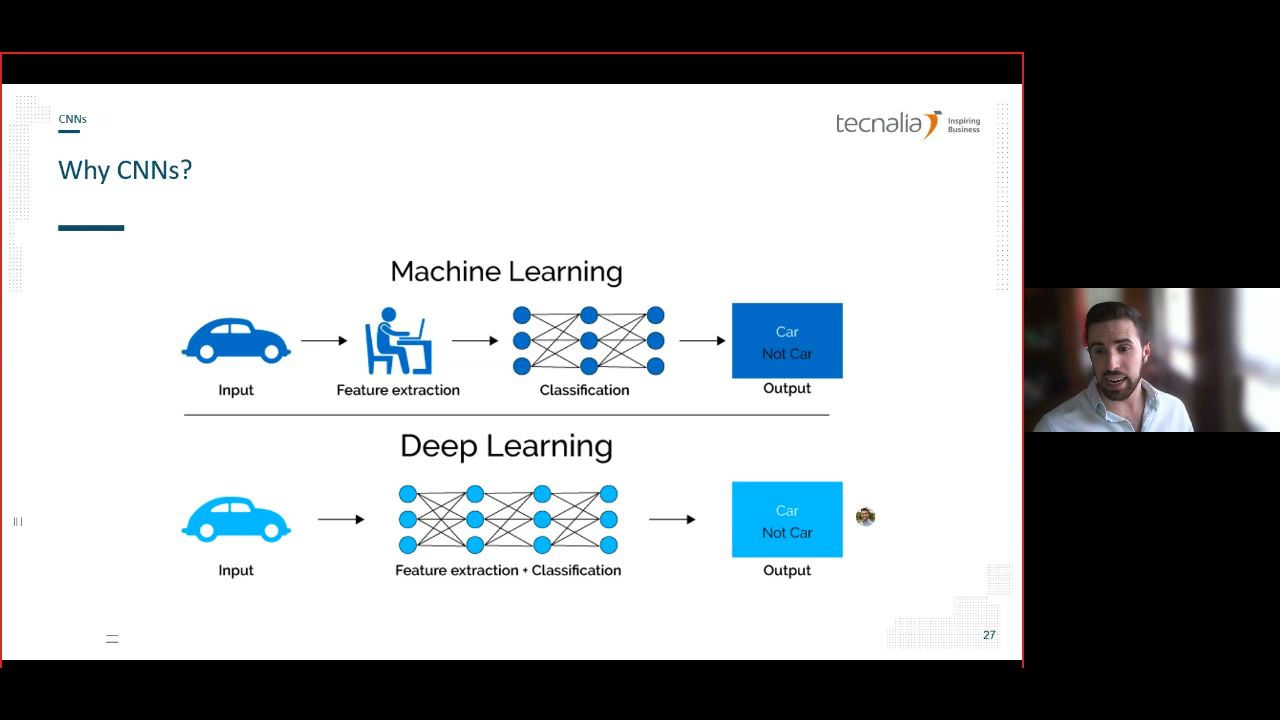 CNNs
tecnalia Inspiring Business
Why CNNs?
Machine Learning
Car
Not Car
Input
Feature extraction
Classification
Output
Deep Learning
Car
Not Car
Input
Feature extraction + Classification
Output
27